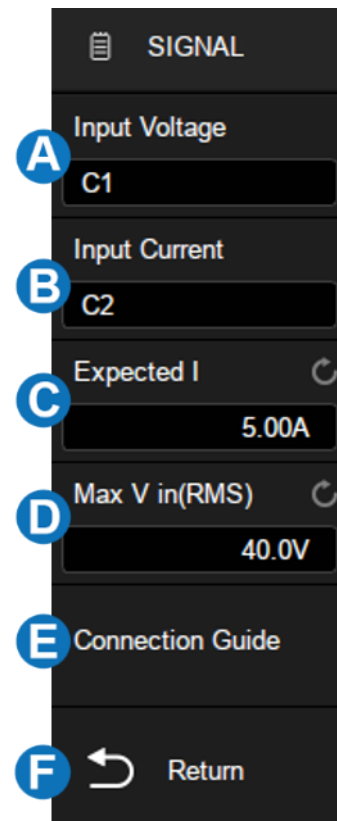 SIGNAL
Input Voltage
A
C1
Input Current
B
C2
Expected I
C
5.00A
Max V in(RMS)
D
40.0V
E Connection Guide
F Return